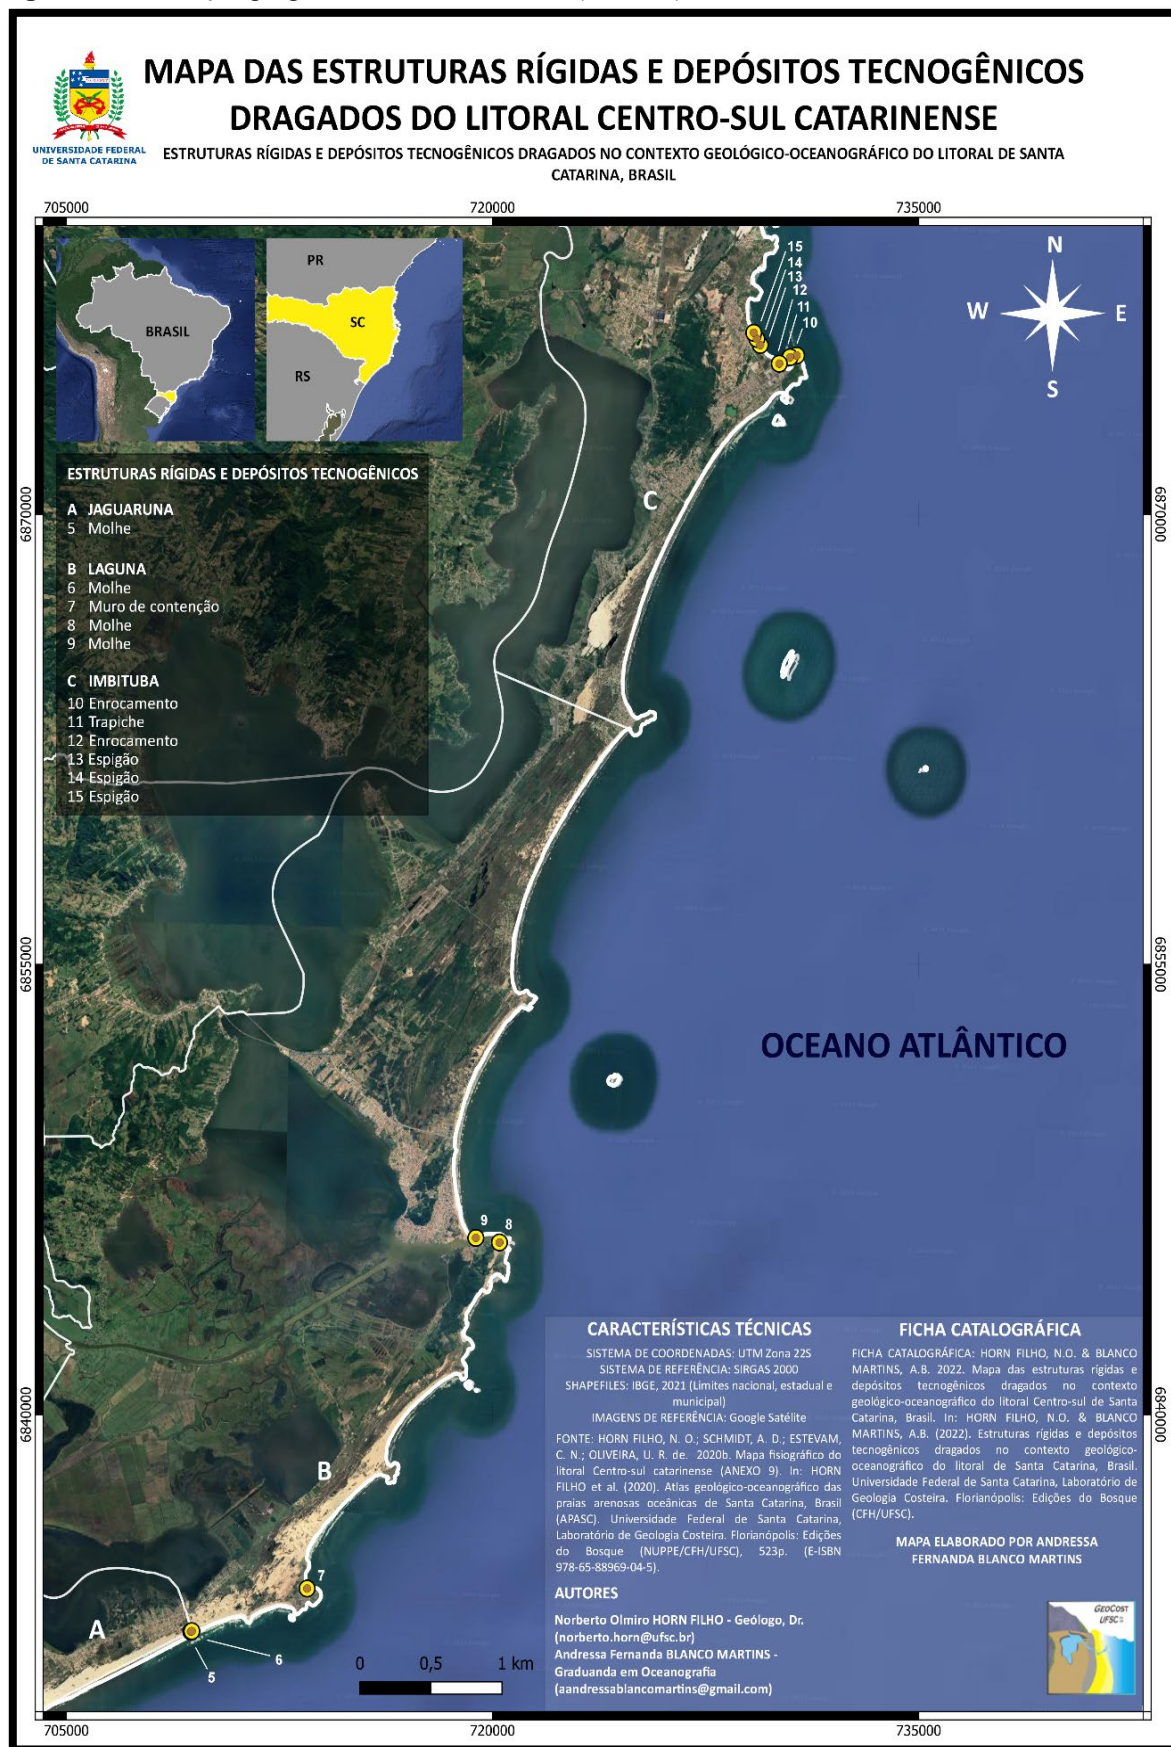 MAPA DAS ESTRUTURAS RÍGIDAS E DEPÓSITOS TECNOGÊNICOS
DRAGADOS DO LITORAL CENTRO-SUL CATARINENSE
UNIVERSIDADE FEDERAL
DE SANTA CATARINA
ESTRUTURAS RÍGIDAS E DEPÓSITOS TECNOGÊNICOS DRAGADOS NO CONTEXTO GEOLÓGICO-OCEANOGRÁFICO DO LITORAL DE SANTA
CATARINA, BRASIL
705000
720000
735000
BRASIL
PR
SC
RS
15
14
13
12
11
10
N
W
E
S
ESTRUTURAS RÍGIDAS E DEPÓSITOS TECNOGÊNICOS
A JAGUARUNA
5 Molhe
B LAGUNA
6 Molhe
7 Muro de contenção
8 Molhe
9 Molhe
C IMBITUBA
10 Enrocamento
11 Trapiche
12 Enrocamento
13 Espigão
14 Espigão
15 Espigão
C
6870000
6870000
6855000
6855000
OCEANO ATLÂNTICO
9
8
6840000
6840000
B
7
A
5
6
0
0,5
1 km
CARACTERÍSTICAS TÉCNICAS
SISTEMA DE COORDENADAS: UTM Zona 22S
SISTEMA DE REFERÊNCIA: SIRGAS 2000
SHAPEFILES: IBGE, 2021 (Limites nacional, estadual e
municipal)
IMAGENS DE REFERÊNCIA: Google Satélite
FONTE: HORN FILHO, N. O.; SCHMIDT, A. D.; ESTEVAM,
C. N.; OLIVEIRA, U. R. de. 2020b. Mapa fisiográfico do
litoral Centro-sul catarinense (ANEXO 9). In: HORN
FILHO et al. (2020). Atlas geológico-oceanográfico das
praias arenosas oceânicas de Santa Catarina, Brasil
(APASC). Universidade Federal de Santa Catarina,
Laboratório de Geologia Costeira. Florianópolis: Edições
do Bosque (NUPPE/CFH/UFSC), 523p. (E-ISBN
978-65-88969-04-5).
AUTORES
Norberto Olmiro HORN FILHO - Geólogo, Dr.
(norberto.horn@ufsc.br)
Andressa Fernanda BLANCO MARTINS -
Graduanda em Oceanografia
(aandressablancomartins@gmail.com)
FICHA CATALOGRÁFICA
FICHA CATALOGRÁFICA: HORN FILHO, N.O. & BLANCO
MARTINS, A.B. 2022. Mapa das estruturas rígidas e
depósitos tecnogênicos dragados no contexto
geológico-oceanográfico do litoral Centro-sul de Santa
Catarina, Brasil. In: HORN FILHO, N.O. & BLANCO
MARTINS, A.B. (2022). Estruturas rígidas e depósitos
tecnogênicos dragados no contexto geológico-
oceanográfico do litoral de Santa Catarina, Brasil.
Universidade Federal de Santa Catarina, Laboratório de
Geologia Costeira. Florianópolis: Edições do Bosque
(CFH/UFSC).
MAPA ELABORADO POR ANDRESSA
FERNANDA BLANCO MARTINS
GEOCOST
UFSC
705000
720000
735000